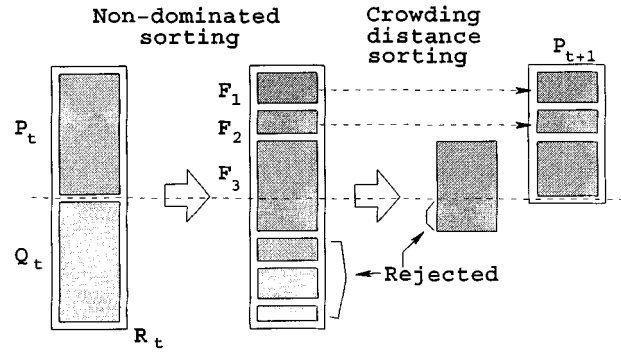 Non-dominated
sorting
Crowding
distance
sorting
P_{t+1}
F_1
F_2
F_3
P_t
Q_t
R_t
Rejected